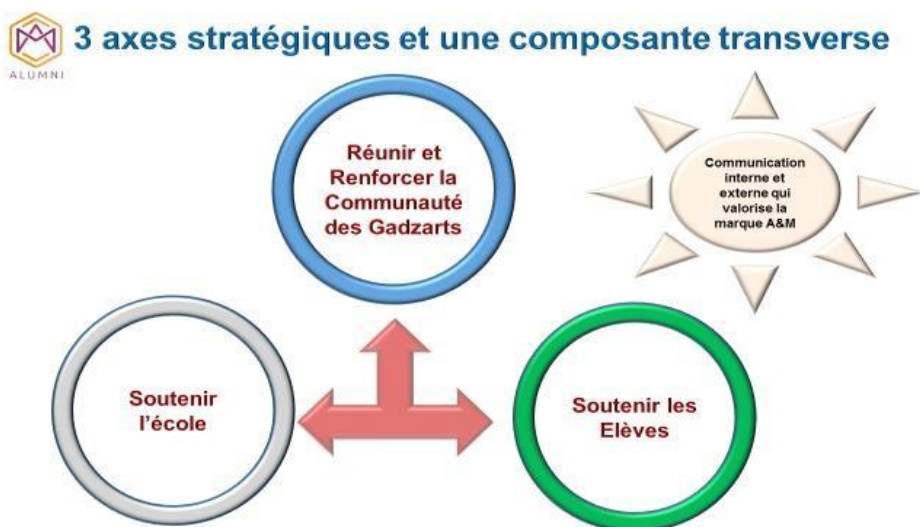 3 axes stratégiques et une composante transverse
ALUMNI
Réunir et
Renforcer la
Communauté
des Gadzarts
Communication
interne et
externe qui
valorise la
marque A&M
Soutenir
l'école
Soutenir les
Elèves